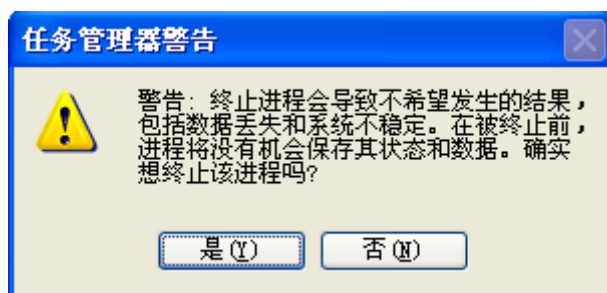 任务管理器警告
警告: 终止进程会导致不希望发生的结果，
包括数据丢失和系统不稳定。在被终止前，
进程将没有机会保存其状态和数据。确实
想终止该进程吗?
是(Y) 否(N)